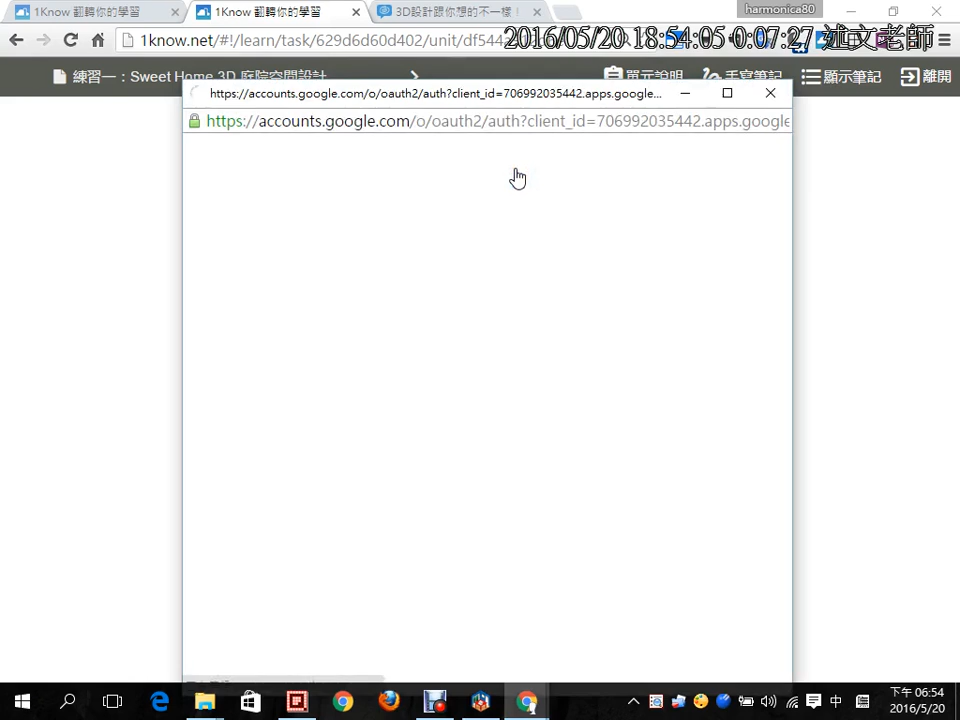 1Know 翻轉你的學習
1Know 翻轉你的學習
3D設計跟你想的不一樣!
harmonica80
1know.net/#!/learn/task/629d6d60d402/unit/df544
2016/05/20 18:54:05 0:07:27 述文老師
練習一：Sweet Home 3D 庭院空間設計
單元說明
手寫筆記
顯示筆記
離開
https://accounts.google.com/o/oauth2/auth?client_id=706992035442.apps.google...
https://accounts.google.com/o/oauth2/auth?client_id=706992035442.apps.google
中
下午 06:54
2016/5/20